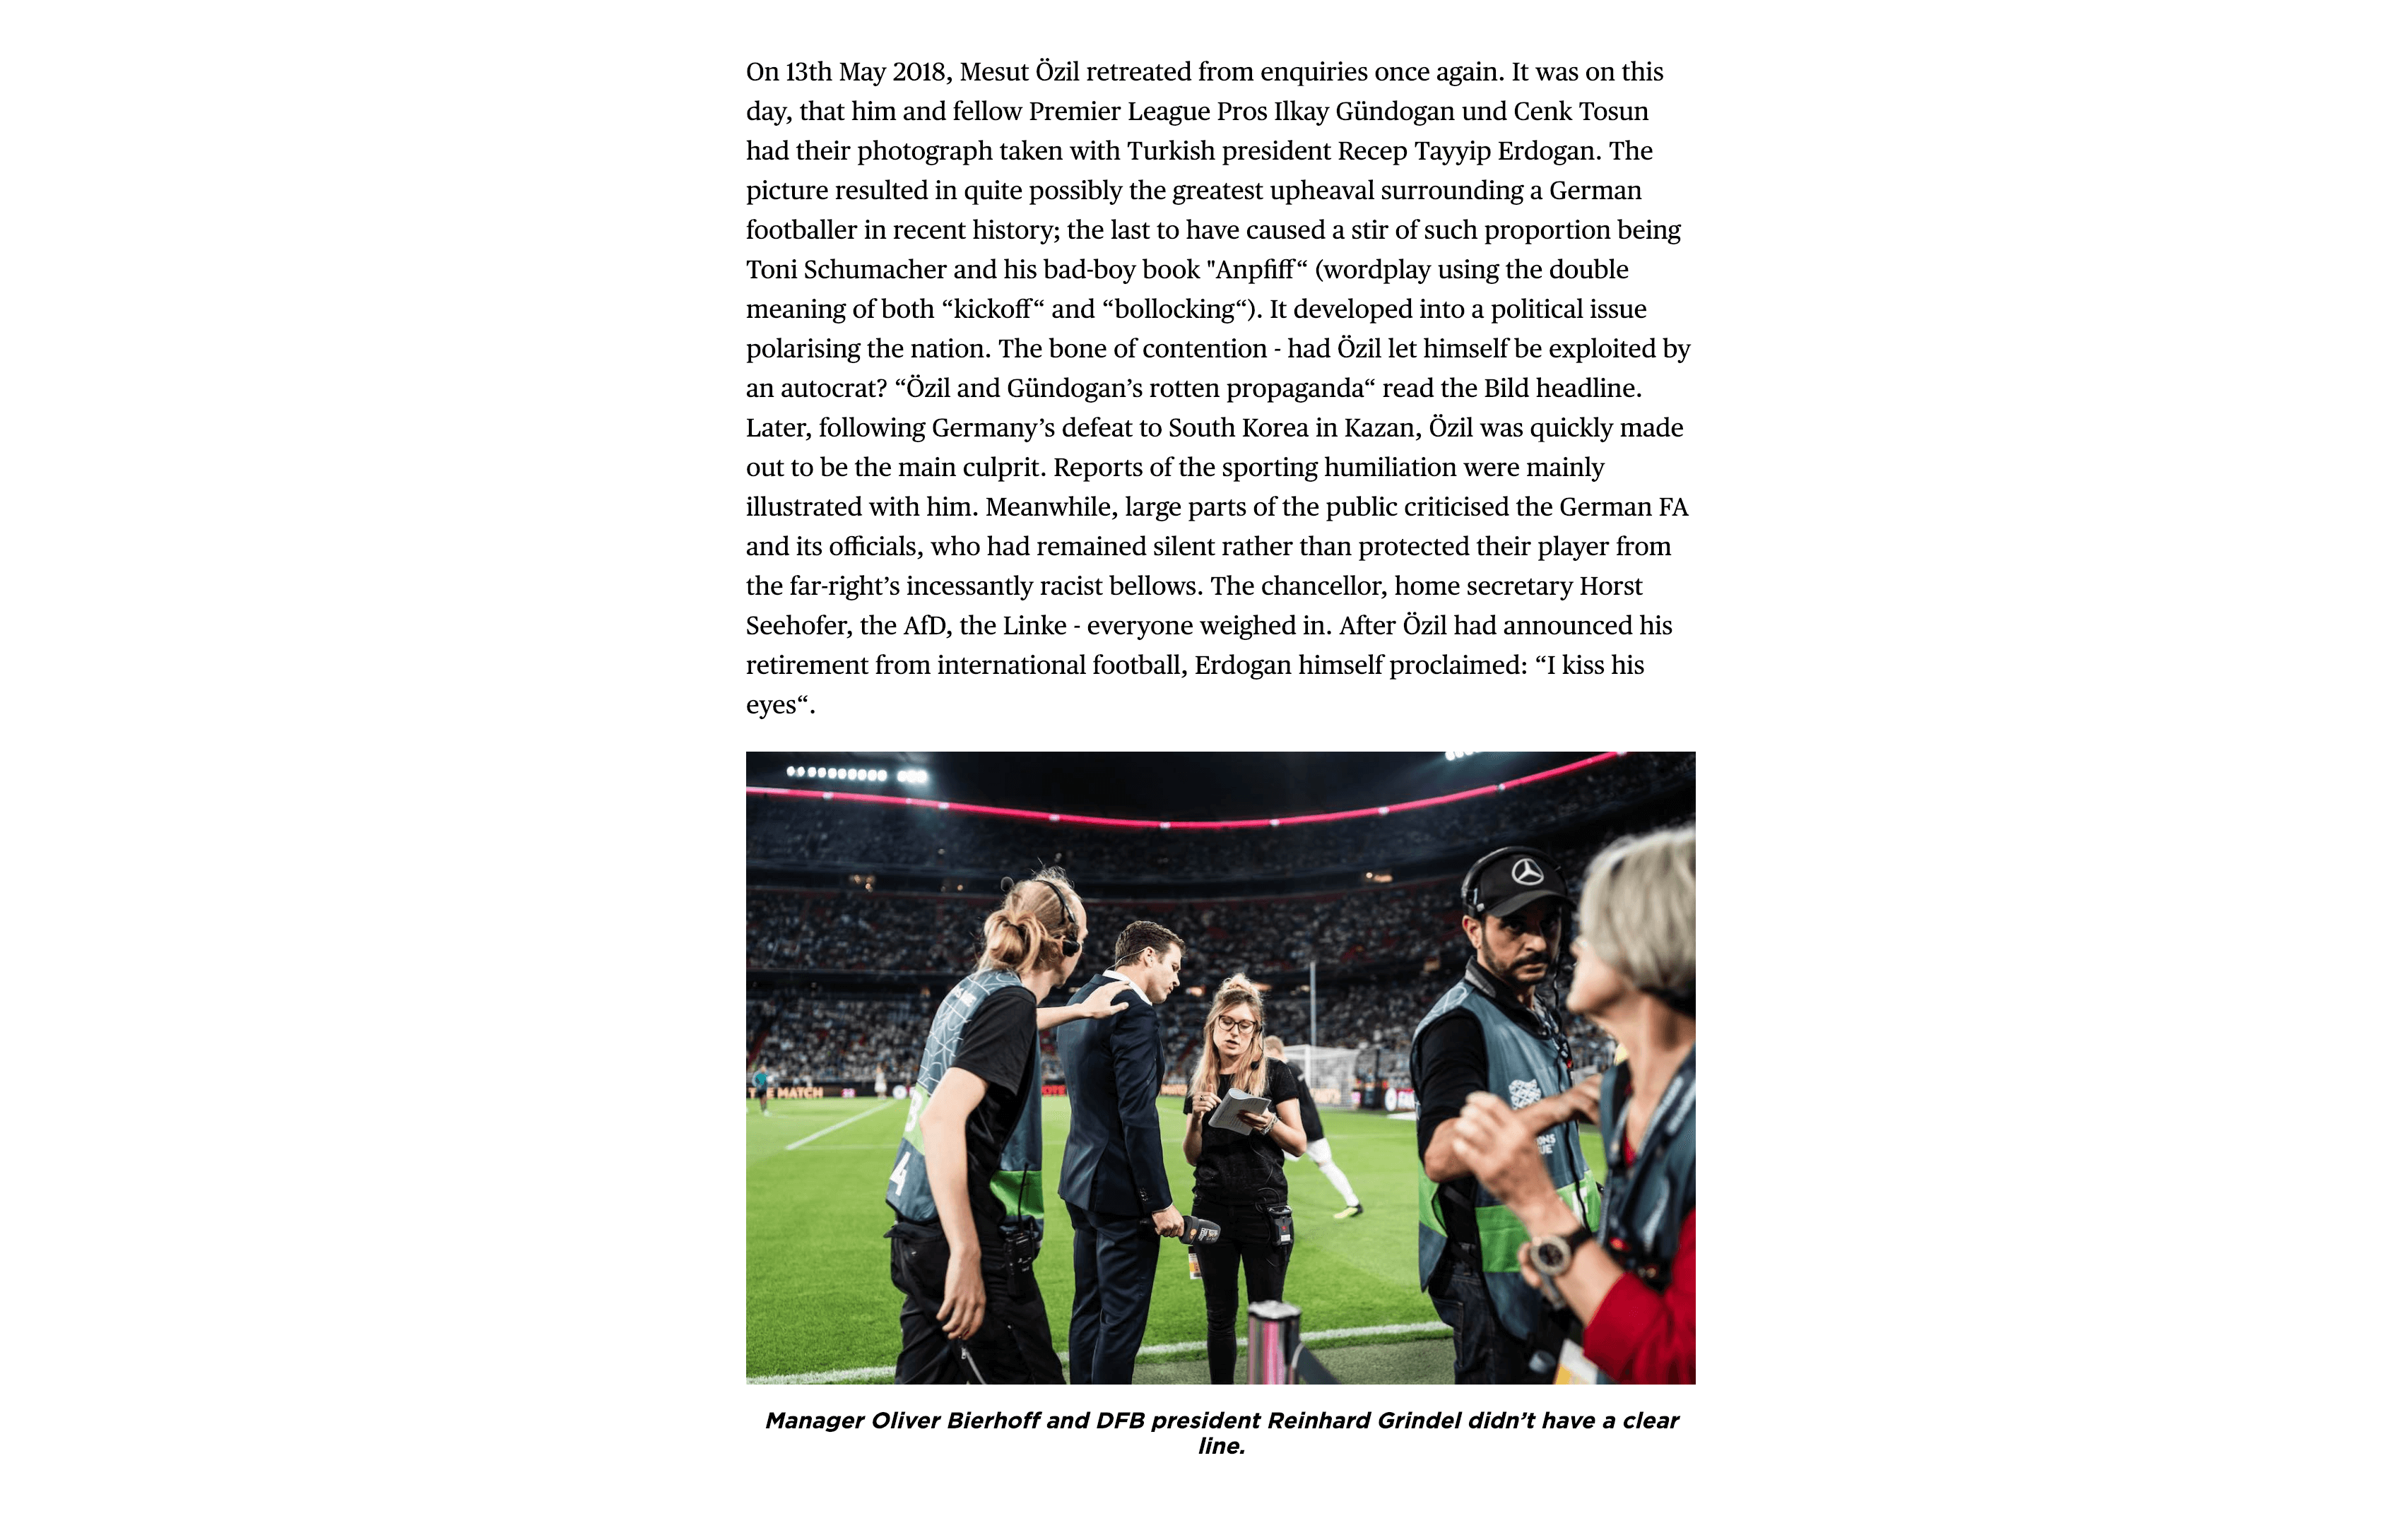 On 13th May 2018, Mesut Özil retreated from enquiries once again. It was on this
day, that him and fellow Premier League Pros Ilkay Gündogan und Cenk Tosun
had their photograph taken with Turkish president Recep Tayyip Erdogan. The
picture resulted in quite possibly the greatest upheaval surrounding a German
footballer in recent history; the last to have caused a stir of such proportion being
Toni Schumacher and his bad-boy book "Anpfiff“ (wordplay using the double
meaning of both “kickoff“ and “bollocking“). It developed into a political issue
polarising the nation. The bone of contention - had Özil let himself be exploited by
an autocrat? “Özil and Gündogan’s rotten propaganda“ read the Bild headline.
Later, following Germany’s defeat to South Korea in Kazan, Özil was quickly made
out to be the main culprit. Reports of the sporting humiliation were mainly
illustrated with him. Meanwhile, large parts of the public criticised the German FA
and its officials, who had remained silent rather than protected their player from
the far-right’s incessantly racist bellows. The chancellor, home secretary Horst
Seehofer, the AfD, the Linke - everyone weighed in. After Özil had announced his
retirement from international football, Erdogan himself proclaimed: “I kiss his
eyes“.
MATCH
4
Manager Oliver Bierhoff and DFB president Reinhard Grindel didn’t have a clear
line.